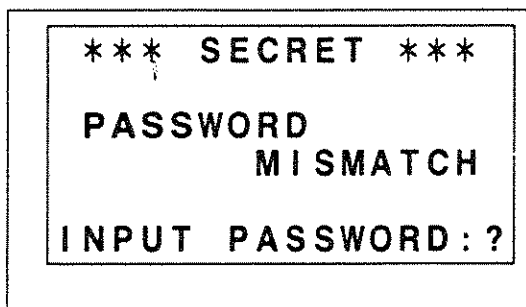 *** SECRET ***
PASSWORD
MISMATCH
INPUT PASSWORD:?